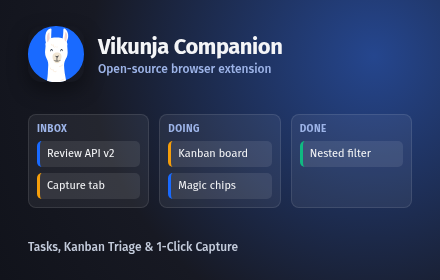 Vikunja Companion
Open-source browser extension
INBOX
Review API v2
Capture tab
DOING
Kanban board
Magic chips
DONE
Nested filter
Tasks, Kanban Triage & 1-Click Capture